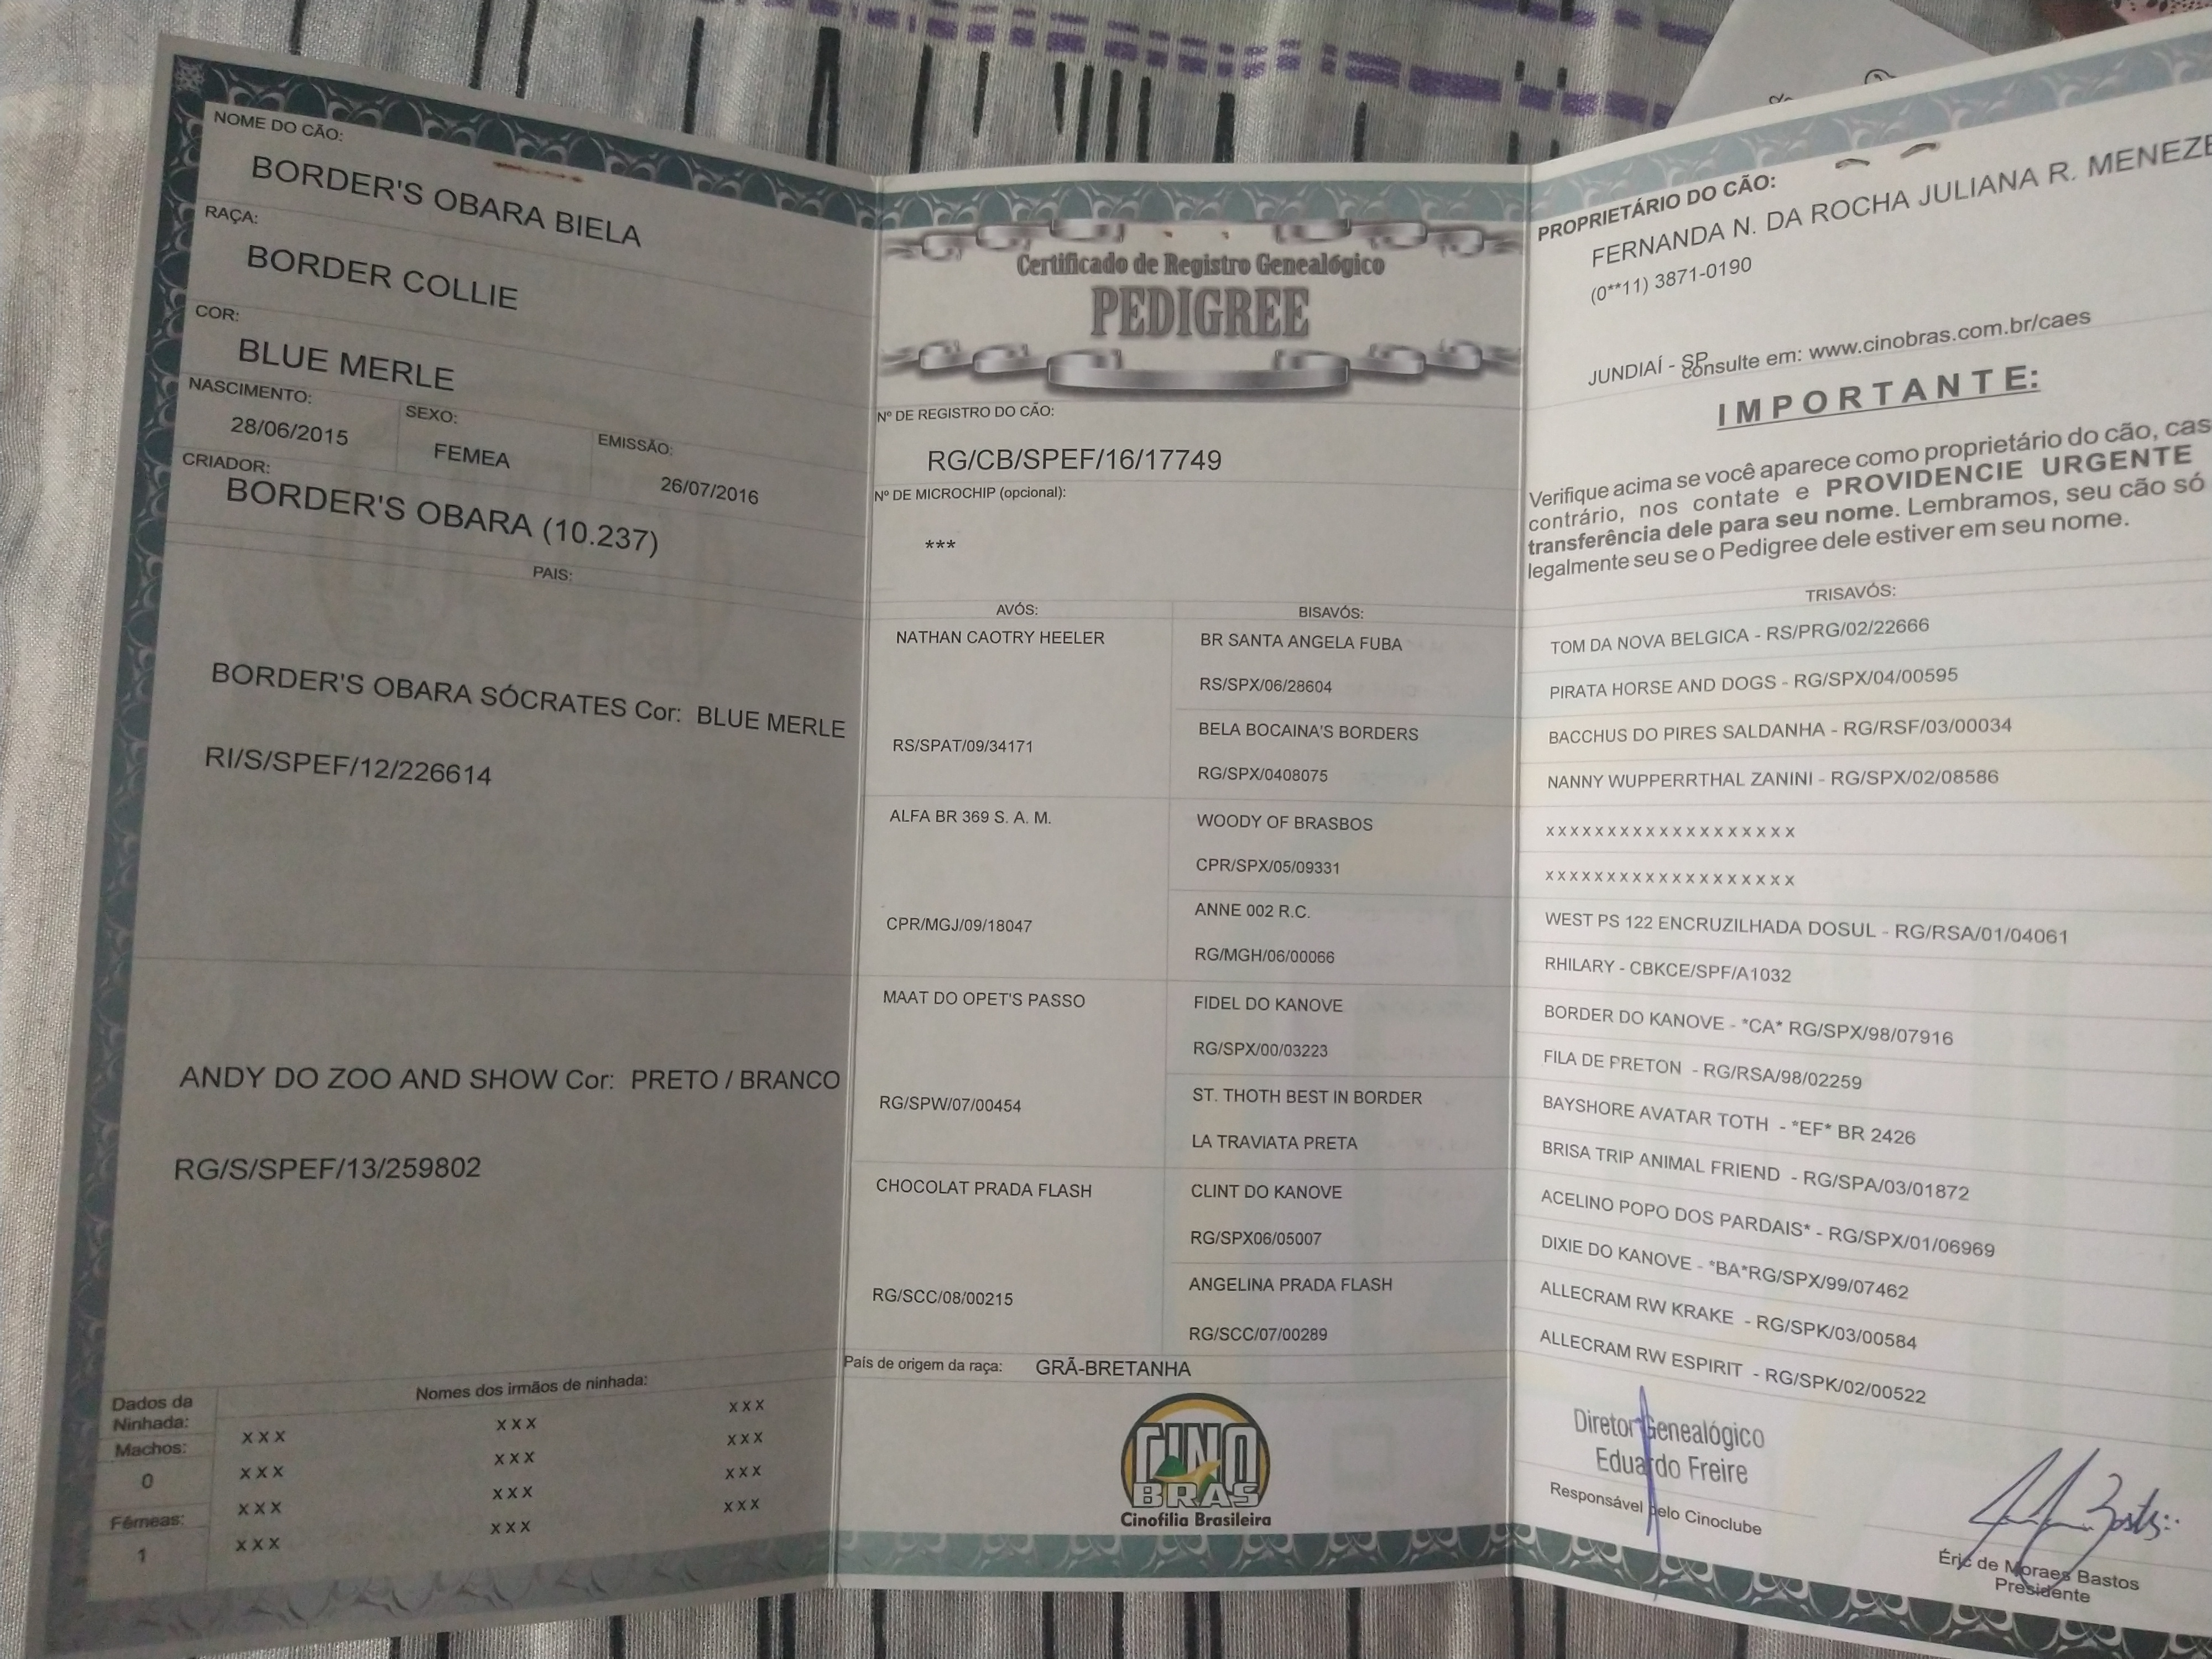 NOME DO CÃO:
BORDER'S OBARA BIELA
RAÇA:
BORDER COLLIE
COR:
BLUE MERLE
NASCIMENTO:
28/06/2015
SEXO:
FEMEA
EMISSÃO:
26/07/2016
CRIADOR:
BORDER'S OBARA (10.237)
PAIS:
BORDER'S OBARA SÓCRATES Cor: BLUE MERLE
RI/S/SPEF/12/226614
ANDY DO ZOO AND SHOW Cor: PRETO / BRANCO
RG/S/SPEF/13/259802
Dados da
Ninhada:
Machos:
0
Fêmeas:
1
Nomes dos irmãos de ninhada:
XXX XXX XXX
XXX XXX XXX
XXX XXX XXX
XXX XXX XXX
Certificado de Registro Genealógico
PEDIGREE
Nº DE REGISTRO DO CÃO:
RG/CB/SPEF/16/17749
Nº DE MICROCHIP (opcional):
***
AVÓS:
NATHAN CAOTRY HEELER
RS/SPAT/09/34171
ALFA BR 369 S. A. M.
CPR/MGJ/09/18047
MAAT DO OPET'S PASSO
RG/SPW/07/00454
CHOCOLAT PRADA FLASH
RG/SCC/08/00215
BISAVÓS:
BR SANTA ANGELA FUBA
RS/SPX/06/28604
BELA BOCAINA'S BORDERS
RG/SPX/0408075
WOODY OF BRASBOS
CPR/SPX/05/09331
ANNE 002 R.C.
RG/MGH/06/00066
FIDEL DO KANOVE
RG/SPX/00/03223
ST. THOTH BEST IN BORDER
LA TRAVIATA PRETA
CLINT DO KANOVE
RG/SPX06/05007
ANGELINA PRADA FLASH
RG/SCC/07/00289
País de origem da raça: GRÃ-BRETANHA
CINO
BRAS
Cinofilia Brasileira
PROPRIETÁRIO DO CÃO:
FERNANDA N. DA ROCHA JULIANA R. MENEZE
(0**11) 3871-0190
JUNDIAÍ - SP
consulte em: www.cinobras.com.br/caes
IMPORTANTE:
Verifique acima se você aparece como proprietário do cão, cas
contrário, nos contate e PROVIDENCIE URGENTE
transferência dele para seu nome. Lembramos, seu cão só
legalmente seu se o Pedigree dele estiver em seu nome.
TRISAVÓS:
TOM DA NOVA BELGICA - RS/PRG/02/22666
PIRATA HORSE AND DOGS - RG/SPX/04/00595
BACCHUS DO PIRES SALDANHA - RG/RSF/03/00034
NANNY WUPPERRTHAL ZANINI - RG/SPX/02/08586
xxxxxxxxxxxxxxxxxxx
xxxxxxxxxxxxxxxxxxx
WEST PS 122 ENCRUZILHADA DOSUL - RG/RSA/01/04061
RHILARY - CBKCE/SPF/A1032
BORDER DO KANOVE - *CA* RG/SPX/98/07916
FILA DE PRETON - RG/RSA/98/02259
BAYSHORE AVATAR TOTH - *EF* BR 2426
BRISA TRIP ANIMAL FRIEND - RG/SPA/03/01872
ACELINO POPO DOS PARDAIS* - RG/SPX/01/06969
DIXIE DO KANOVE - *BA*RG/SPX/99/07462
ALLECRAM RW KRAKE - RG/SPK/03/00584
ALLECRAM RW ESPIRIT - RG/SPK/02/00522
Diretor Genealógico
Eduardo Freire
Responsável pelo Cinoclube
Éric de Moraes Bastos
Presidente